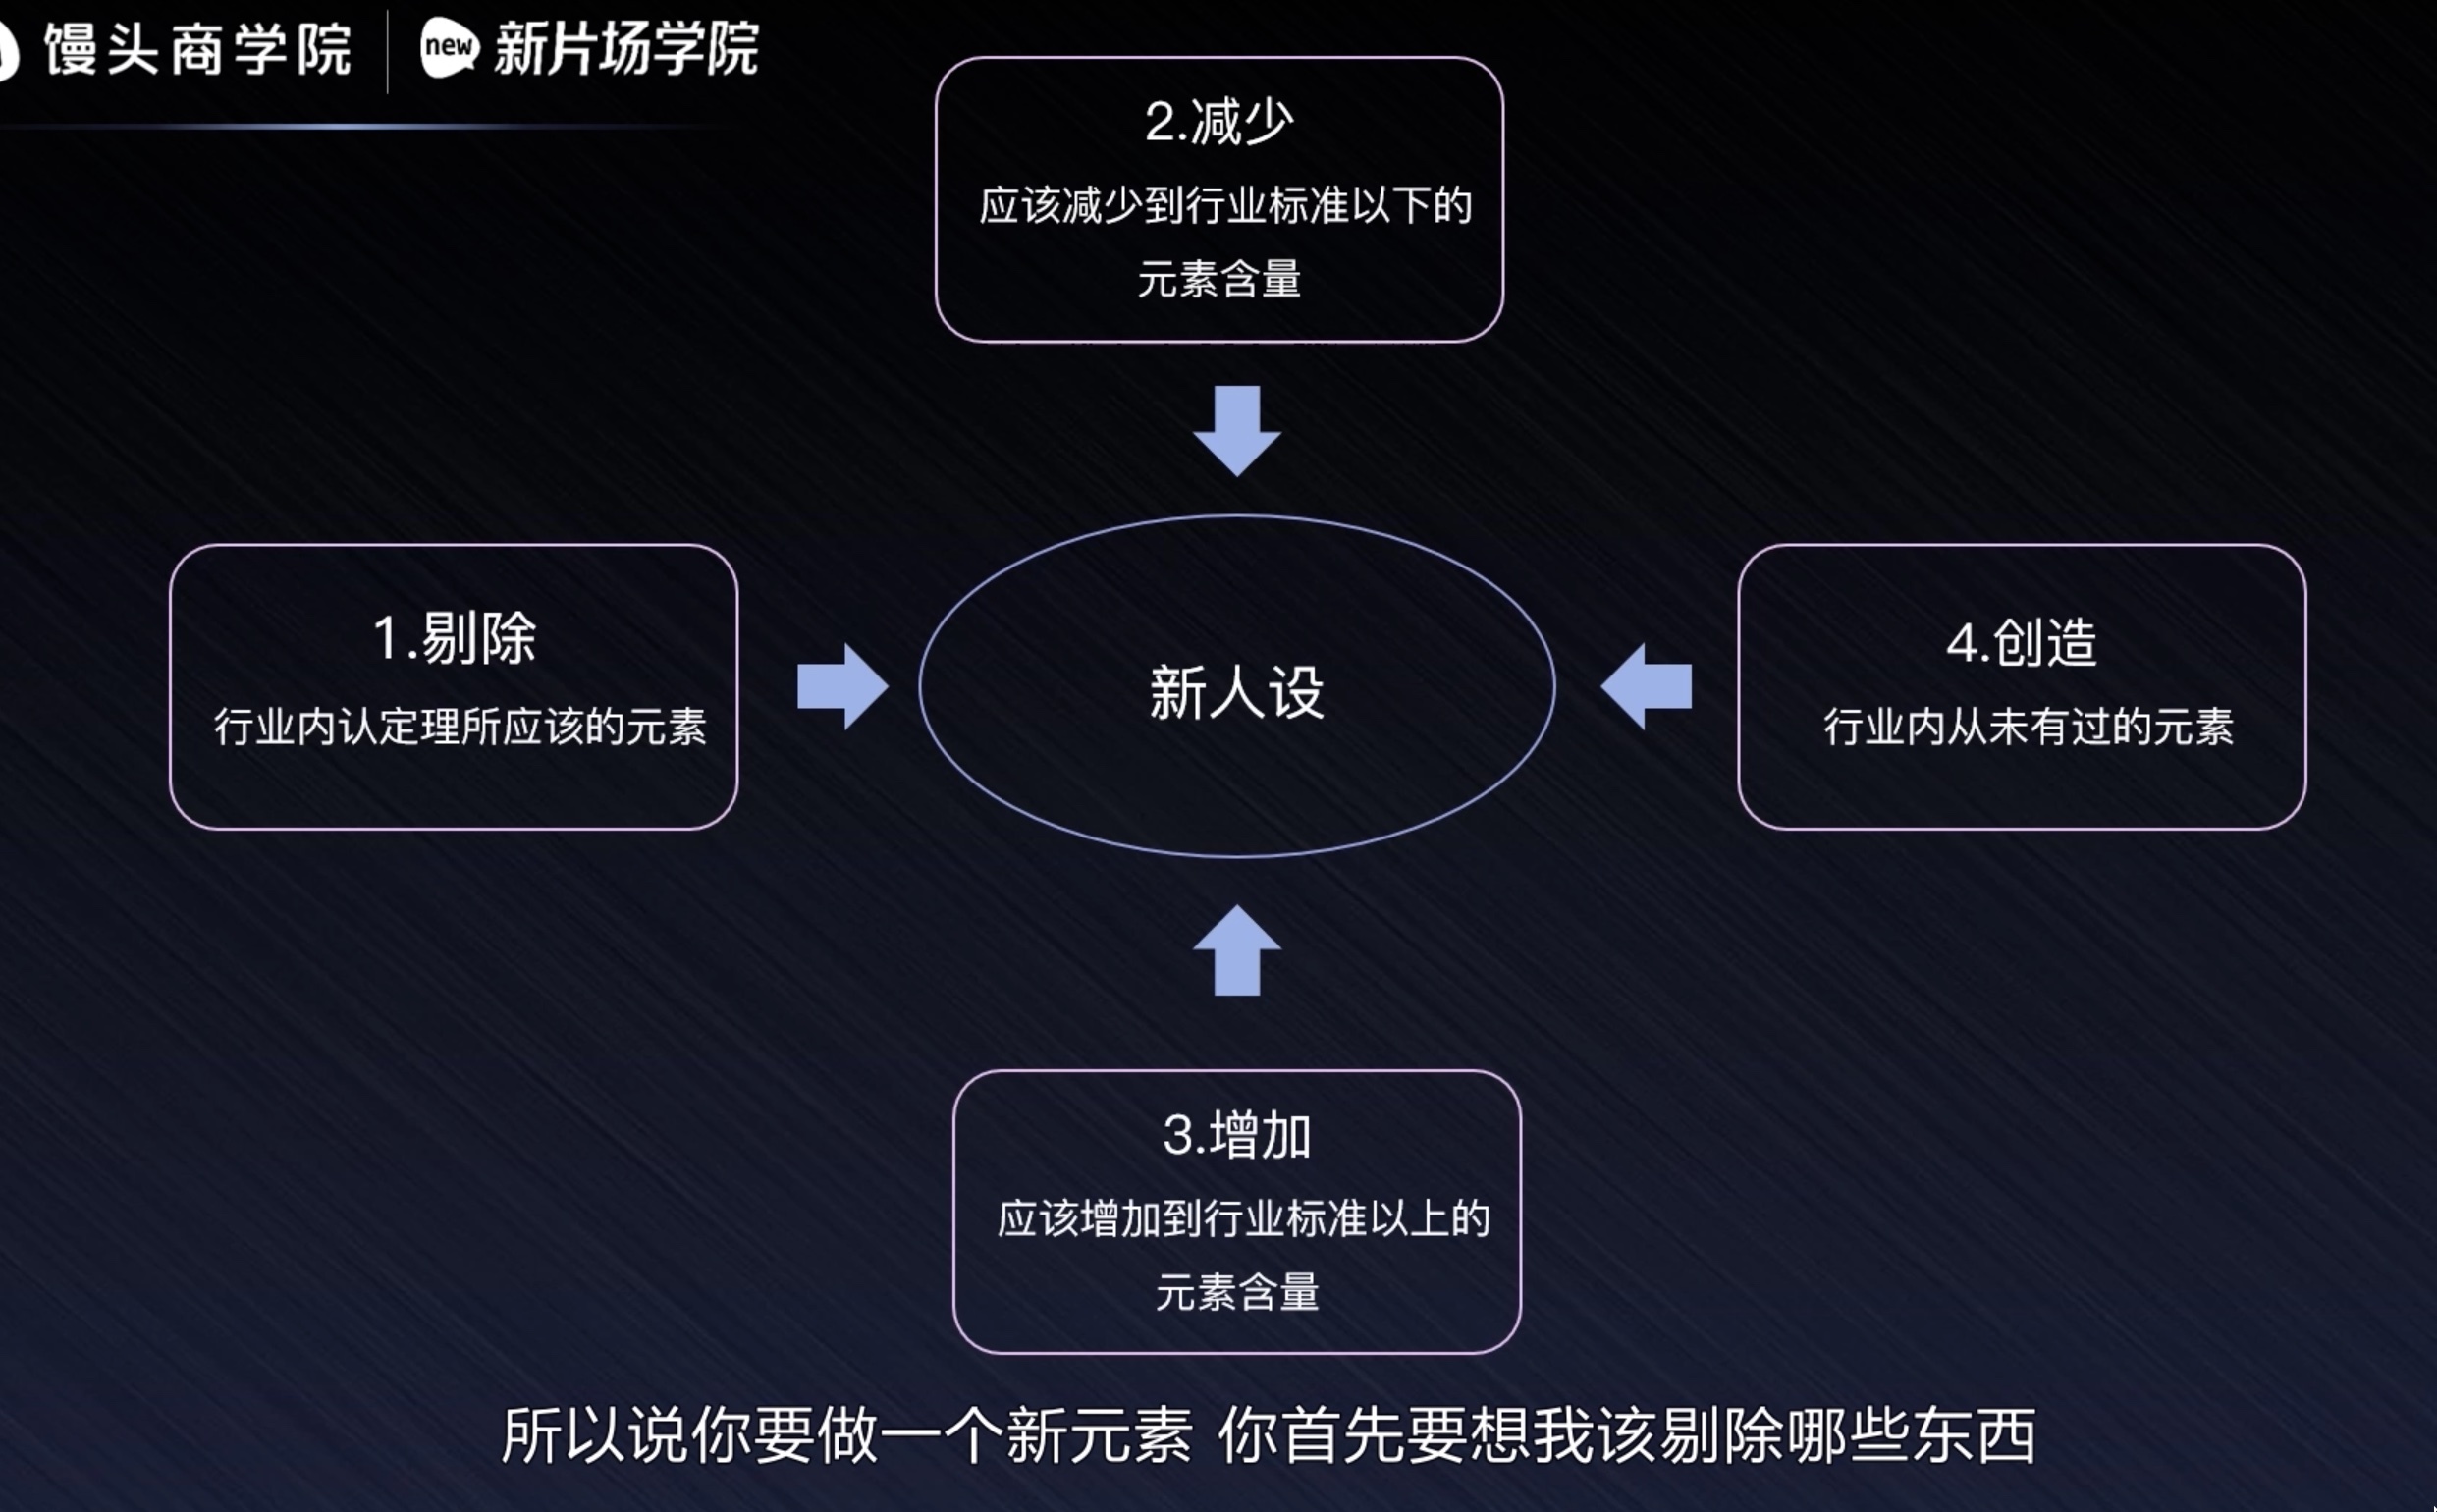 馒头商学院
new 新片场学院
2.减少
应该减少到行业标准以下的
元素含量
1.剔除
行业内认定理所应该的元素
新人设
4.创造
行业内从未有过的元素
3.增加
应该增加到行业标准以上的
元素含量
所以说你要做一个新元素 你首先要想我该剔除哪些东西